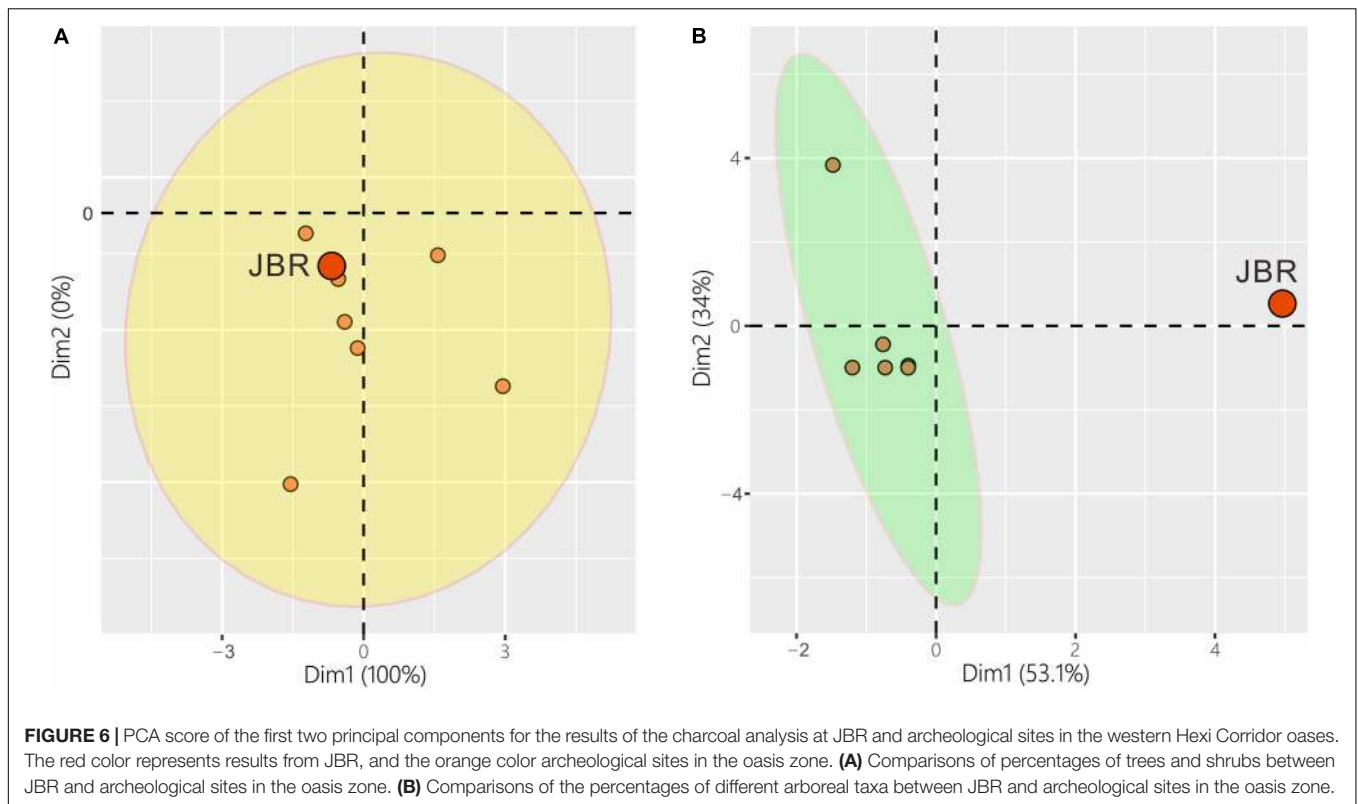 A
B
JBR
0
Dim2 (0%)
−3
0
3
Dim1 (100%)
JBR
4
0
−4
Dim2 (34%)
−2
0
2
4
Dim1 (53.1%)
FIGURE 6 | PCA score of the first two principal components for the results of the charcoal analysis at JBR and archeological sites in the western Hexi Corridor oases.
The red color represents results from JBR, and the orange color archeological sites in the oasis zone. (A) Comparisons of percentages of trees and shrubs between
JBR and archeological sites in the oasis zone. (B) Comparisons of the percentages of different arboreal taxa between JBR and archeological sites in the oasis zone.